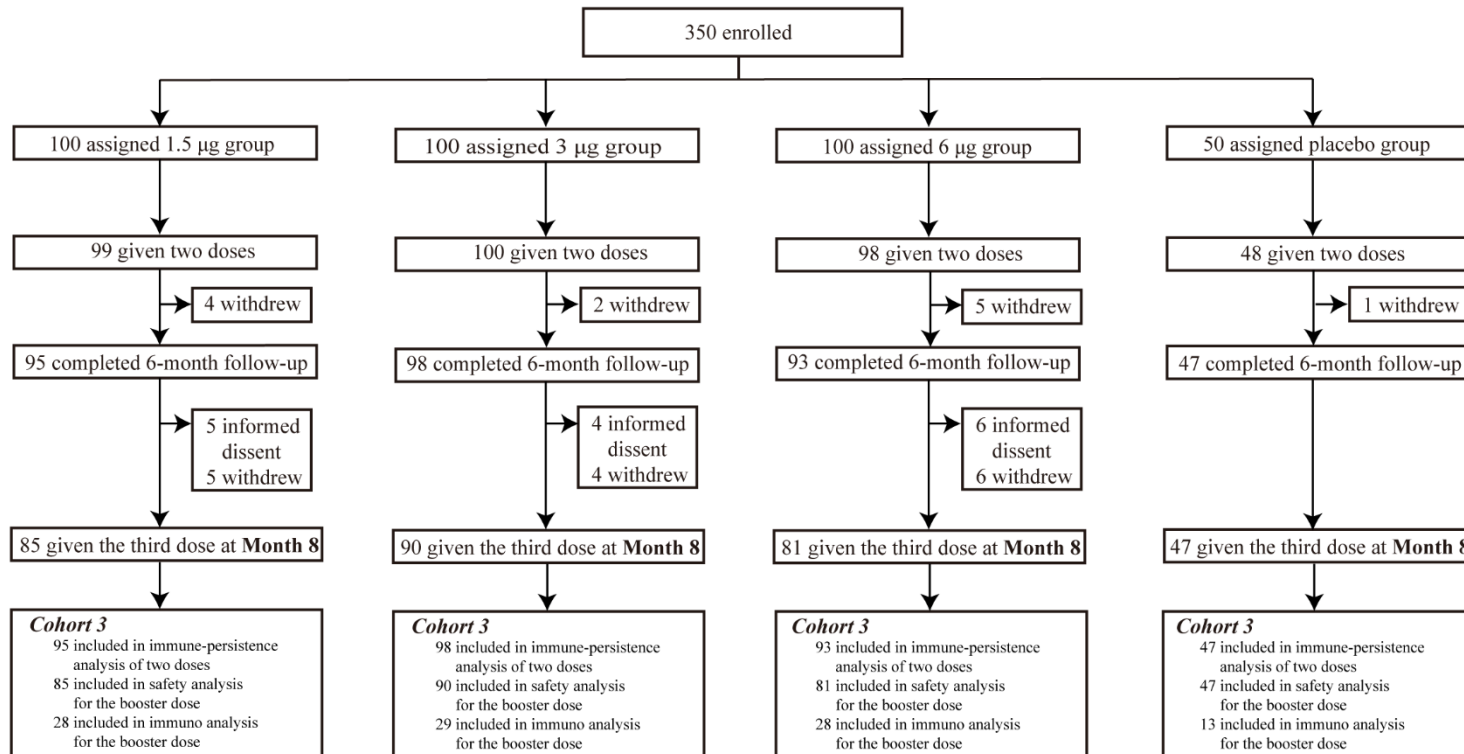 350 enrolled
100 assigned 1.5 μg group
100 assigned 3 μg group
100 assigned 6 μg group
50 assigned placebo group
99 given two doses
100 given two doses
98 given two doses
48 given two doses
4 withdrew
2 withdrew
5 withdrew
1 withdrew
95 completed 6-month follow-up
98 completed 6-month follow-up
93 completed 6-month follow-up
47 completed 6-month follow-up
5 informed
dissent
5 withdrew
4 informed
dissent
4 withdrew
6 informed
dissent
6 withdrew
85 given the third dose at Month 8
90 given the third dose at Month 8
81 given the third dose at Month 8
47 given the third dose at Month 8
Cohort 3
95 included in immune-persistence
analysis of two doses
85 included in safety analysis
for the booster dose
28 included in immuno analysis
for the booster dose
Cohort 3
98 included in immune-persistence
analysis of two doses
90 included in safety analysis
for the booster dose
29 included in immuno analysis
for the booster dose
Cohort 3
93 included in immune-persistence
analysis of two doses
81 included in safety analysis
for the booster dose
28 included in immuno analysis
for the booster dose
Cohort 3
47 included in immune-persistence
analysis of two doses
47 included in safety analysis
for the booster dose
13 included in immuno analysis
for the booster dose